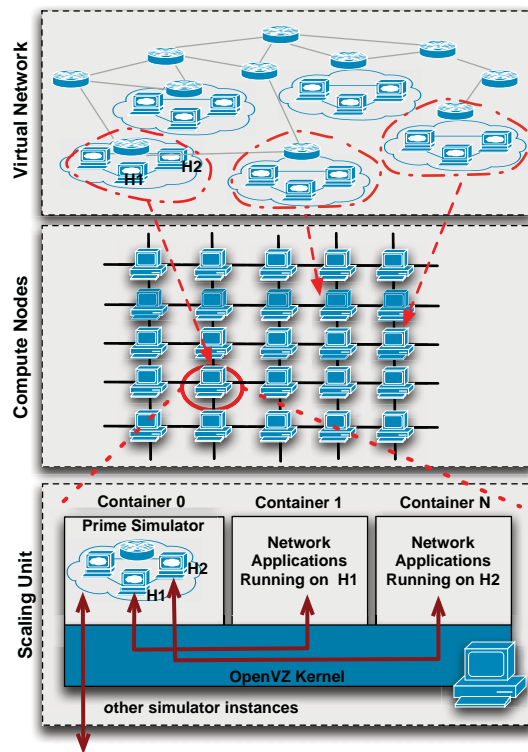 Virtual Network
H1
H2
Compute Nodes
Scaling Unit
Container 0
Container 1
Container N
Prime Simulator
H2
H1
Network
Applications
Running on H1
Network
Applications
Running on H2
OpenVZ Kernel
other simulator instances